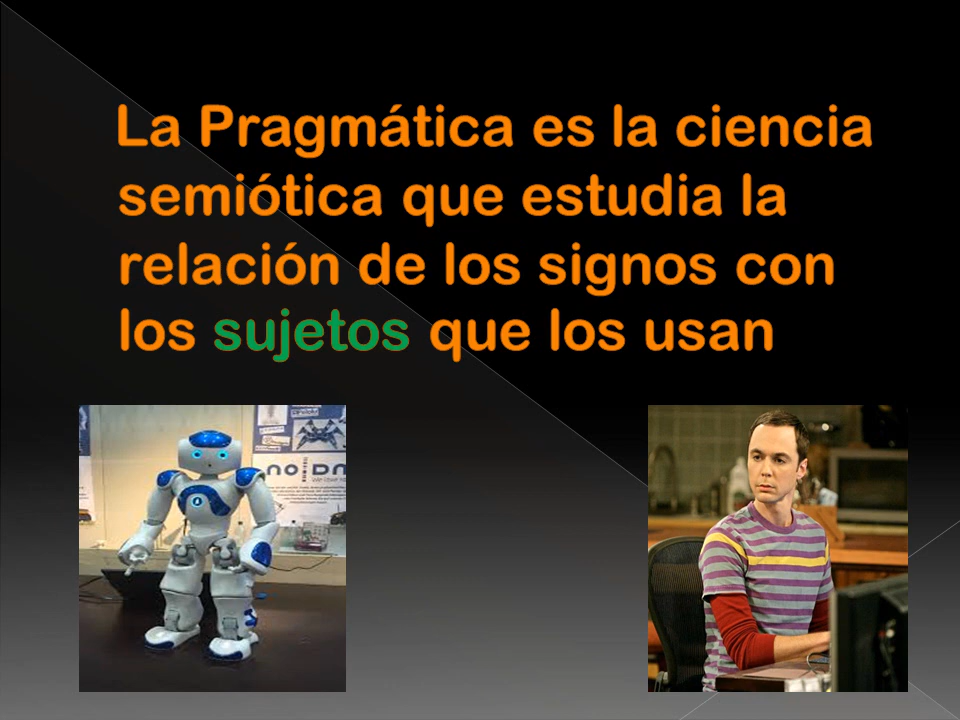 La Pragmática es la ciencia
semiótica que estudia la
relación de los signos con
los sujetos que los usan